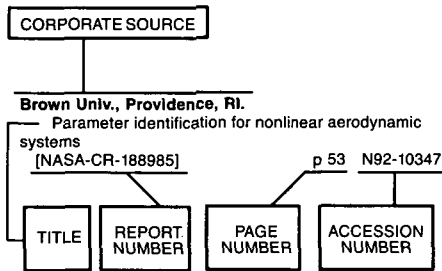 CORPORATE SOURCE
Brown Univ., Providence, RI.
Parameter identification for nonlinear aerodynamic
systems
[NASA-CR-188985] p 53 N92-10347
TITLE
REPORT
NUMBER
PAGE
NUMBER
ACCESSION
NUMBER